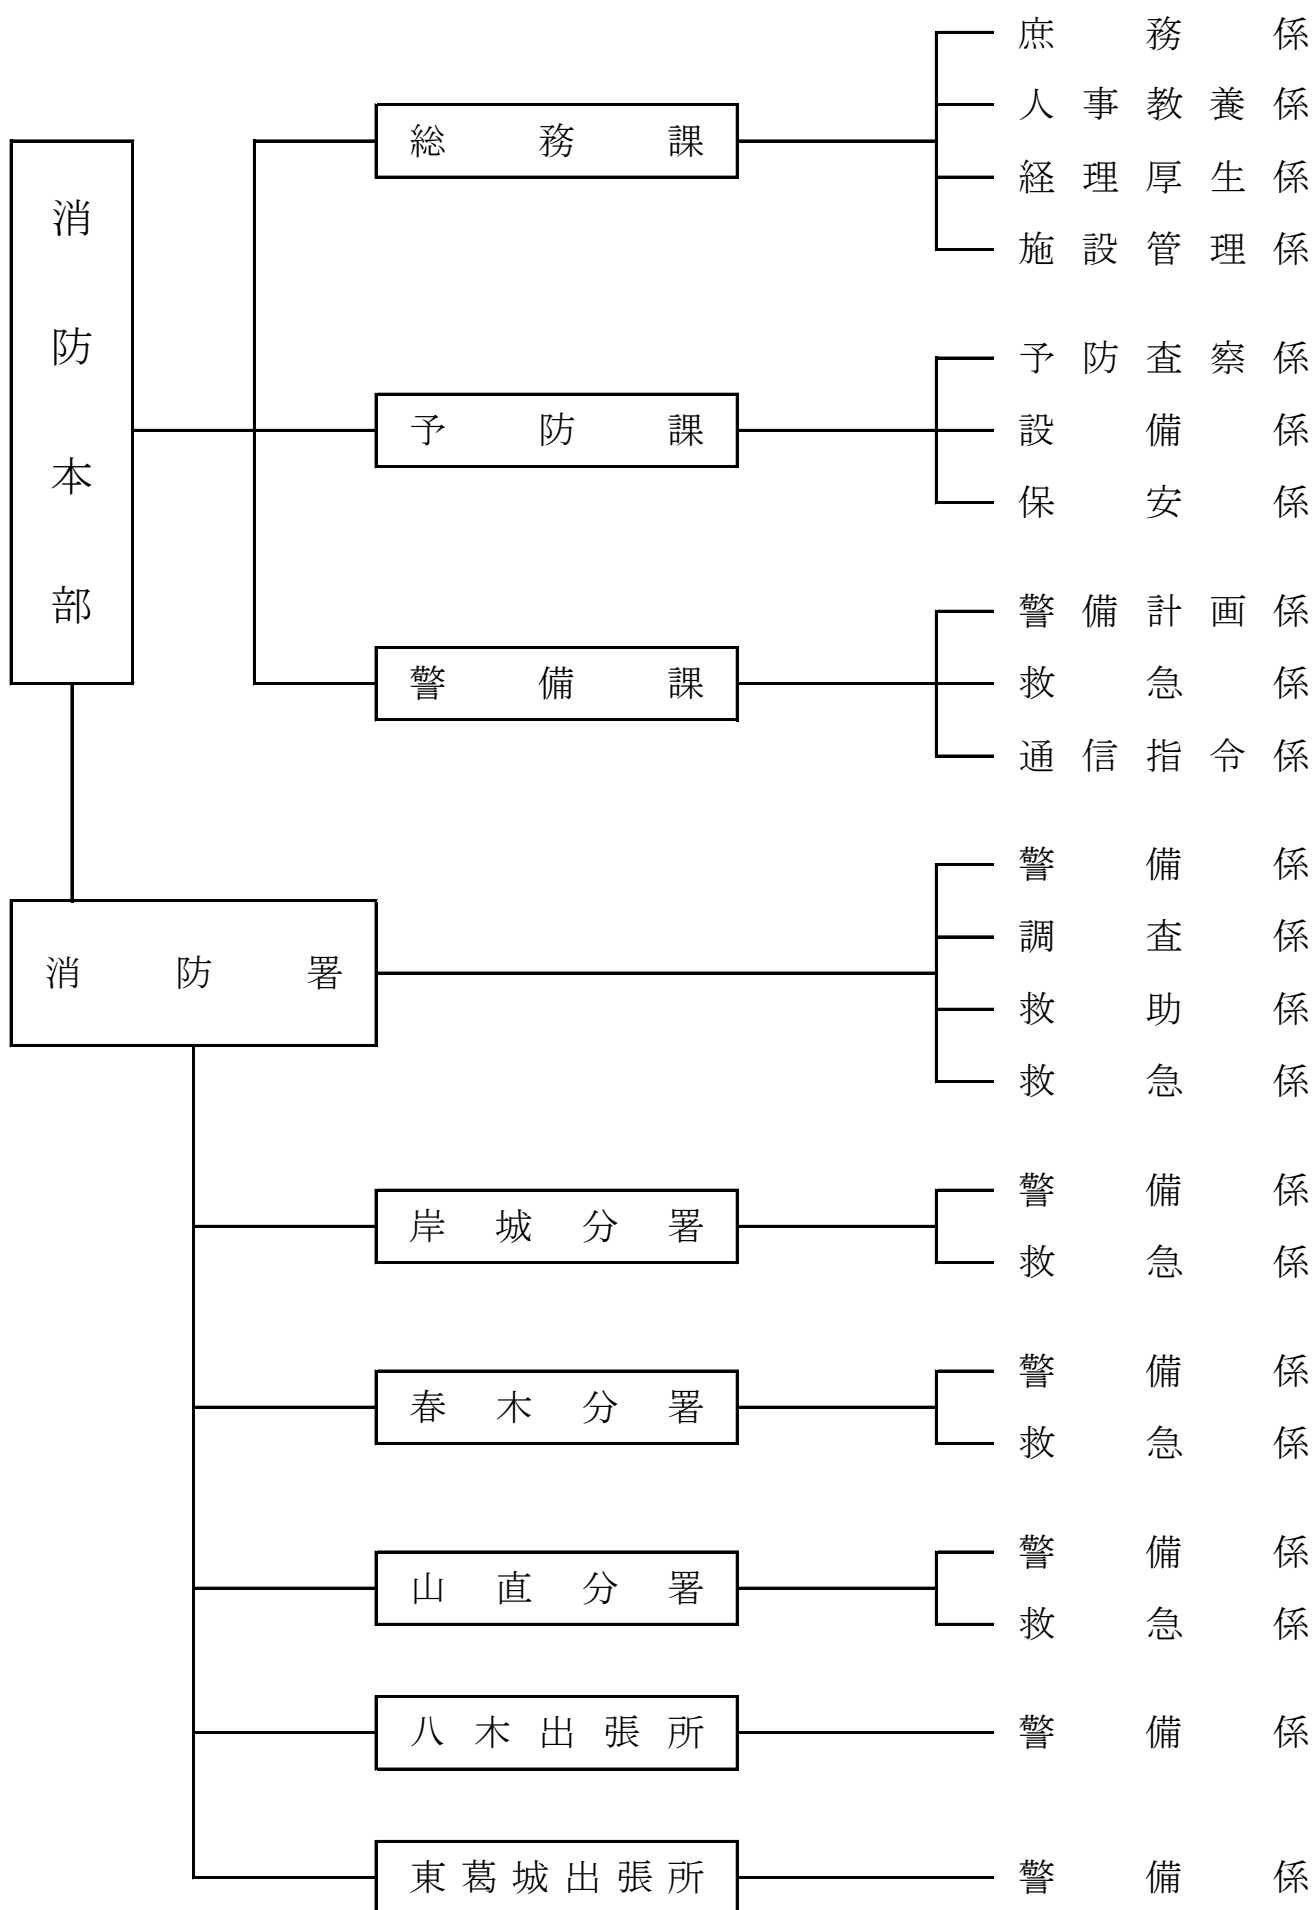 消防本部
総務課
庶務係
人事教養係
経理厚生係
施設管理係
予防課
予防査察係
設備係
保安係
警備課
警備計画係
救急係
通信指令係
消防署
警備係
調査係
救助係
救急係
岸城分署
警備係
救急係
春木分署
警備係
救急係
山直分署
警備係
救急係
八木出張所
警備係
東葛城出張所
警備係